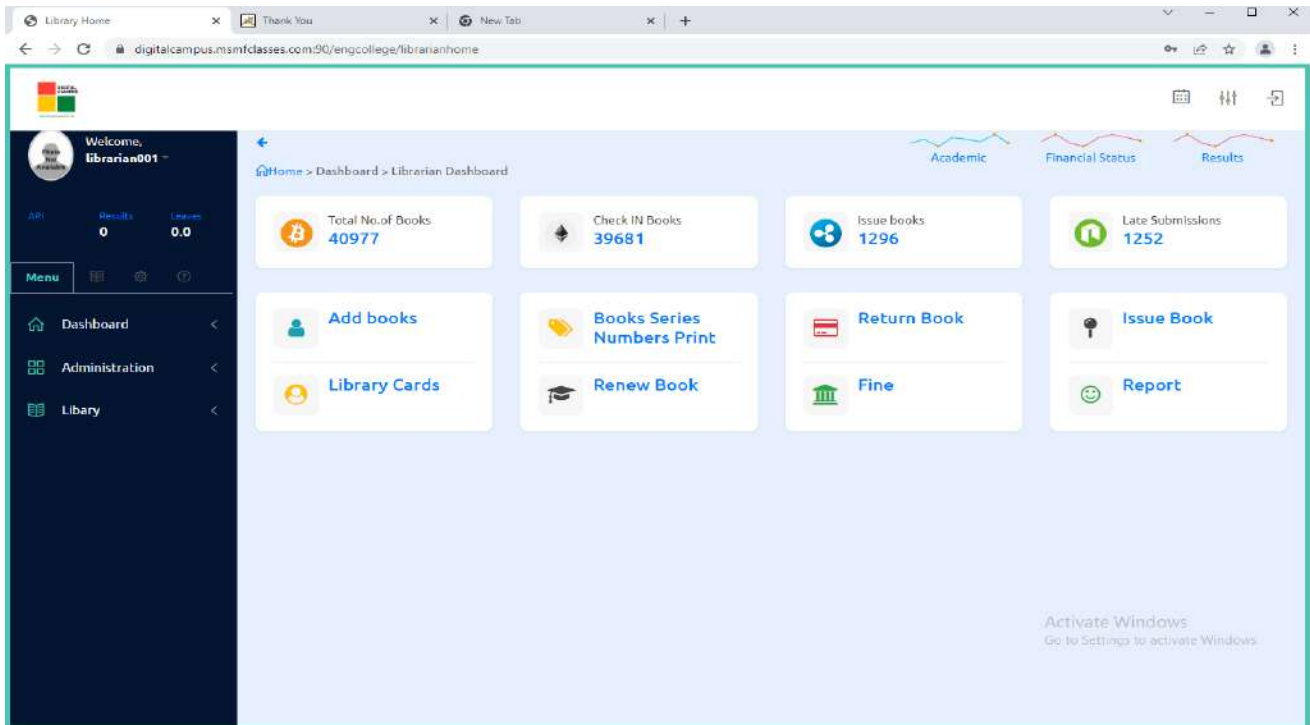 Library Home
Thank You
New Tab
digitalcampus.msmfclasses.com:90/engcollege/librarianhome
Welcome,
librarian001
Academic
Financial Status
Results
Home > Dashboard > Librarian Dashboard
API
Results
Leaves
0
0.0
Menu
Dashboard
Administration
Libary
Total No.of Books
40977
Check IN Books
39681
Issue books
1296
Late Submissions
1252
Add books
Books Series
Numbers Print
Return Book
Issue Book
Library Cards
Renew Book
Fine
Report
Activate Windows
Go to Settings to activate Windows.